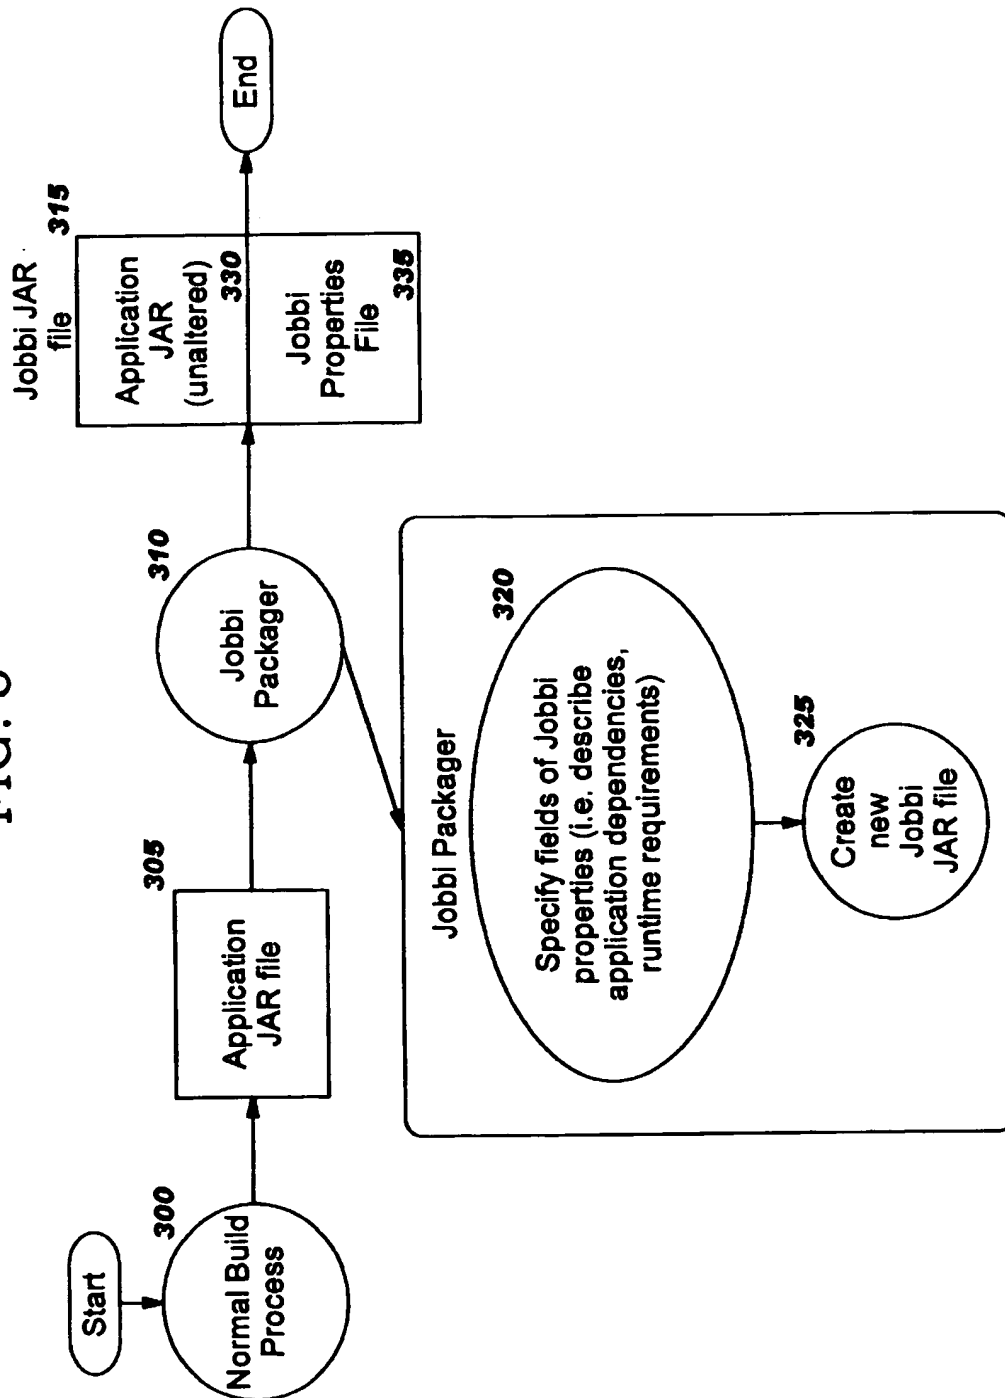 FIG.
Start
300
Normal Build
Process
305
Application
JAR file
310
Jobbi
Packager
Jobbi JAR
file
315
Application
JAR
(unaltered)
330
Jobbi
Properties
File
335
End
Jobbi Packager
320
Specify fields of Jobbi
properties (i.e. describe
application dependencies,
runtime requirements)
325
Create
new
Jobbi
JAR file